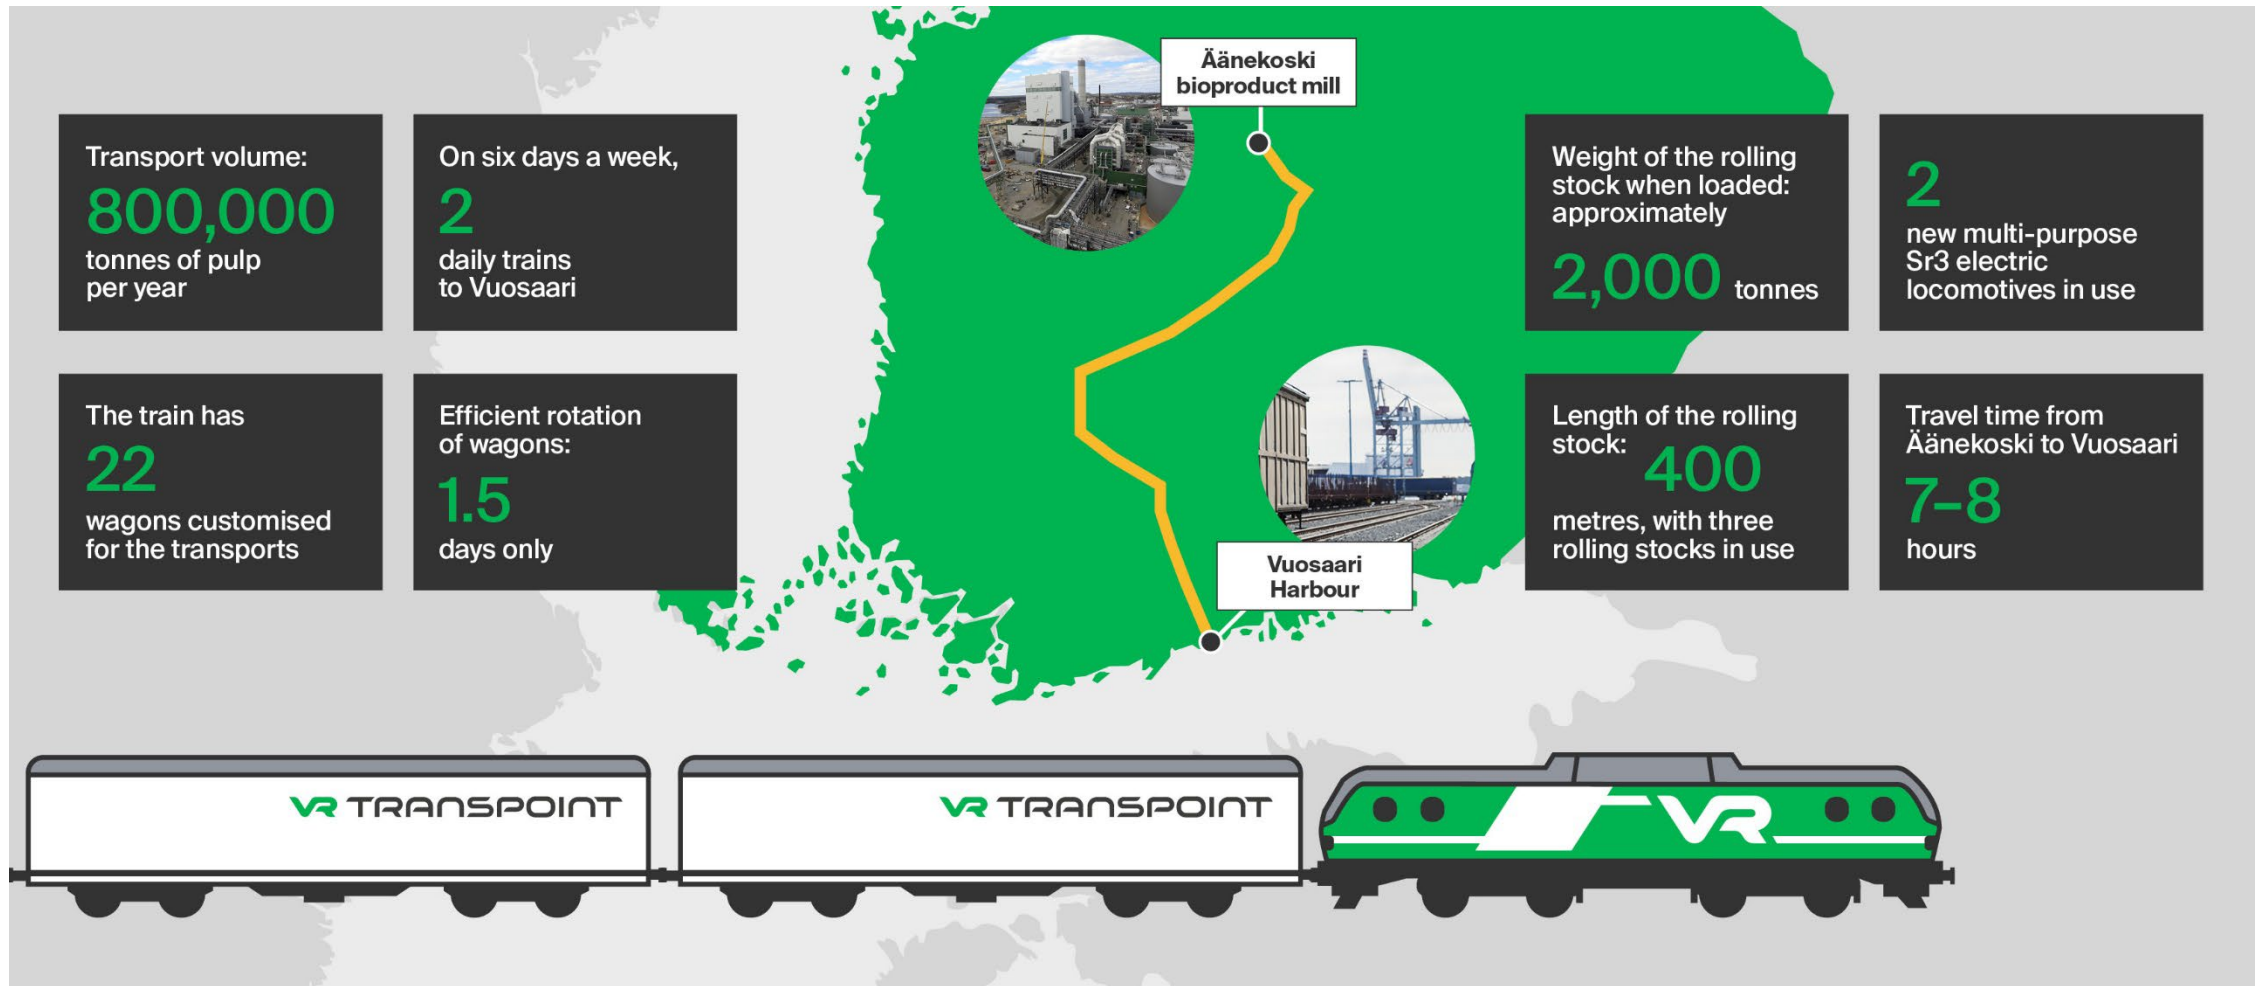 Äänekoski
bioproduct mill
Transport volume:
800,000
tonnes of pulp
per year
On six days a week,
2
daily trains
to Vuosaari
Weight of the rolling
stock when loaded:
approximately
2,000 tonnes
2
new multi-purpose
Sr3 electric
locomotives in use
The train has
22
wagons customised
for the transports
Efficient rotation
of wagons:
1.5
days only
Length of the rolling
stock: 400
metres, with three
rolling stocks in use
Travel time from
Äänekoski to Vuosaari
7–8
hours
Vuosaari
Harbour
VR TRANSPOINT
VR TRANSPOINT
VR